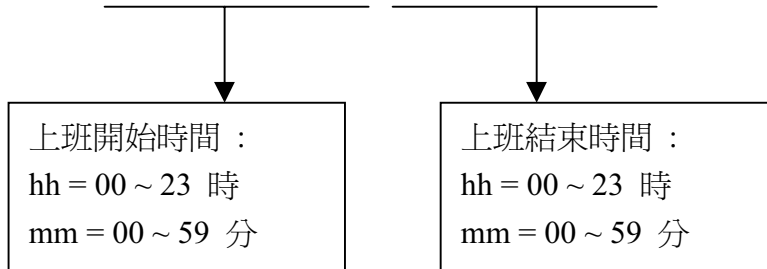 上班開始時間：
hh = 00 ~ 23 時
mm = 00 ~ 59 分
上班結束時間：
hh = 00 ~ 23 時
mm = 00 ~ 59 分